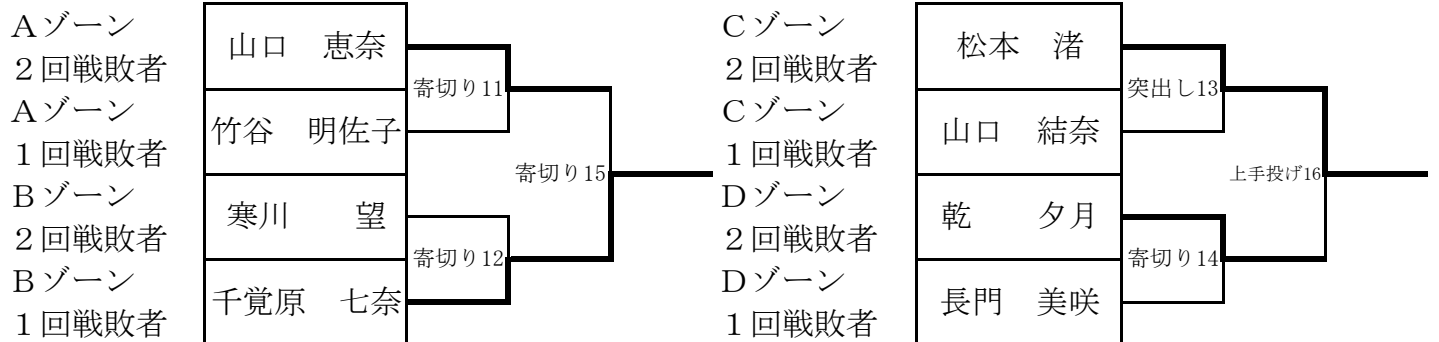 Aゾーン
２回戦敗者
Aゾーン
１回戦敗者
Bゾーン
２回戦敗者
Bゾーン
１回戦敗者
山口　恵奈
竹谷　明佐子
寒川　　望
千覚原　七奈
寄切り11
寄切り12
寄切り15
Cゾーン
２回戦敗者
Cゾーン
１回戦敗者
Dゾーン
２回戦敗者
Dゾーン
１回戦敗者
松本　渚
山口　結奈
乾　　夕月
長門　美咲
突出し13
寄切り14
上手投げ16